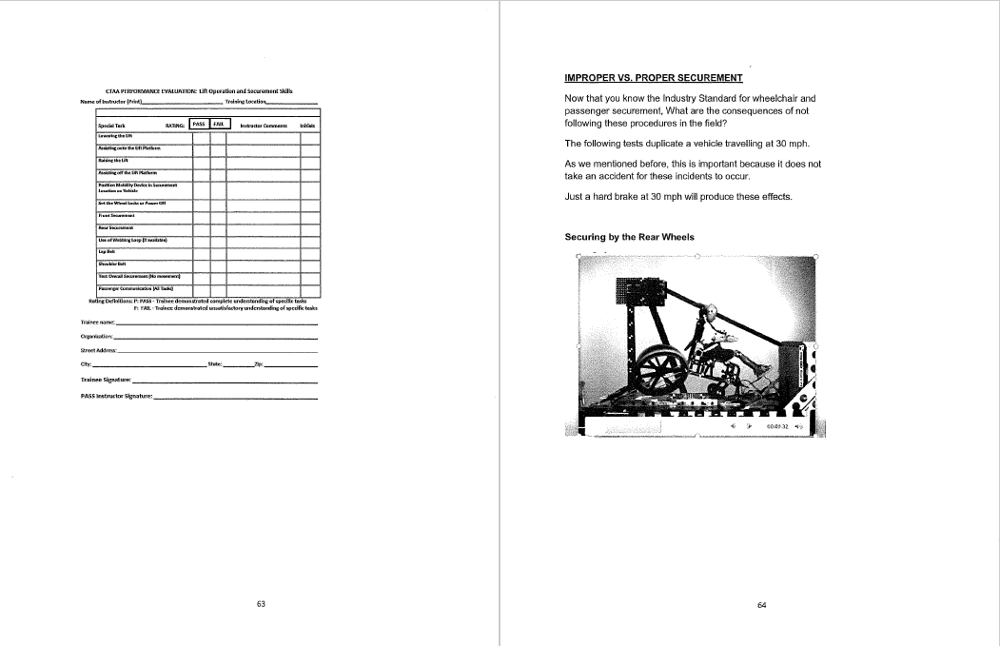 CTAA PERFORMANCE EVALUATION: Lift Operation and Securement Skills
Name of Instructor (Print) Training Location
Special Task RATING: PASS FAIL Instructor Comments Initials
Lowering the Lift
Assisting onto the Lift Platform
Raising the Lift
Assisting off the Lift Platform
Position Mobility Device in Securement
Location on Vehicle
Set the Wheel Locks or Power Off
Front Securement
Rear Securement
Use of Webbing Loop (if available)
Lap Belt
Shoulder Belt
Test Overall Securement (No movement)
Passenger Communication (All Tasks)
Rating Definitions: P: PASS - Trainee demonstrated complete understanding of specific tasks
F: FAIL - Trainee demonstrated unsatisfactory understanding of specific tasks
Trainee name:
Organization:
Street Address:
City: State: Zip:
Trainee Signature:
PASS Instructor Signature:
63
IMPROPER VS. PROPER SECUREMENT
Now that you know the Industry Standard for wheelchair and
passenger securement, What are the consequences of not
following these procedures in the field?
The following tests duplicate a vehicle travelling at 30 mph.
As we mentioned before, this is important because it does not
take an accident for these incidents to occur.
Just a hard brake at 30 mph will produce these effects.
Securing by the Rear Wheels
00:09:32
64